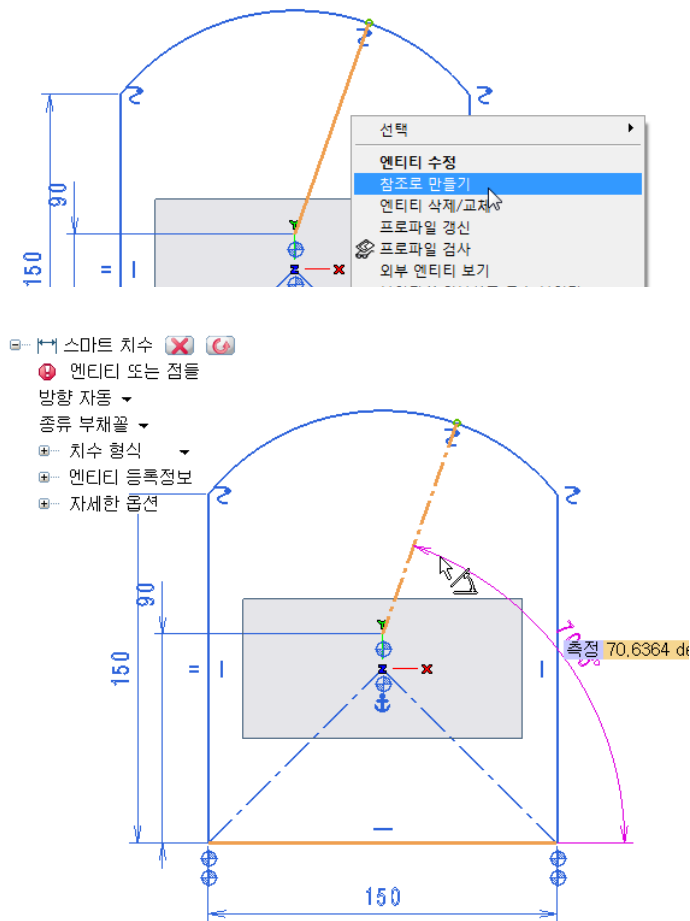 선택
엔티티 수정
참조로 만들기
엔티티 삭제/교체
프로파일 갱신
프로파일 검사
외부 엔티티 보기
90
150
Y
Z
X
스마트 치수
엔티티 또는 점들
방향 자동
종류 부채꼴
치수 형식
엔티티 등록정보
자세한 옵션
90
150
Y
Z
X
측정 70,6364
150